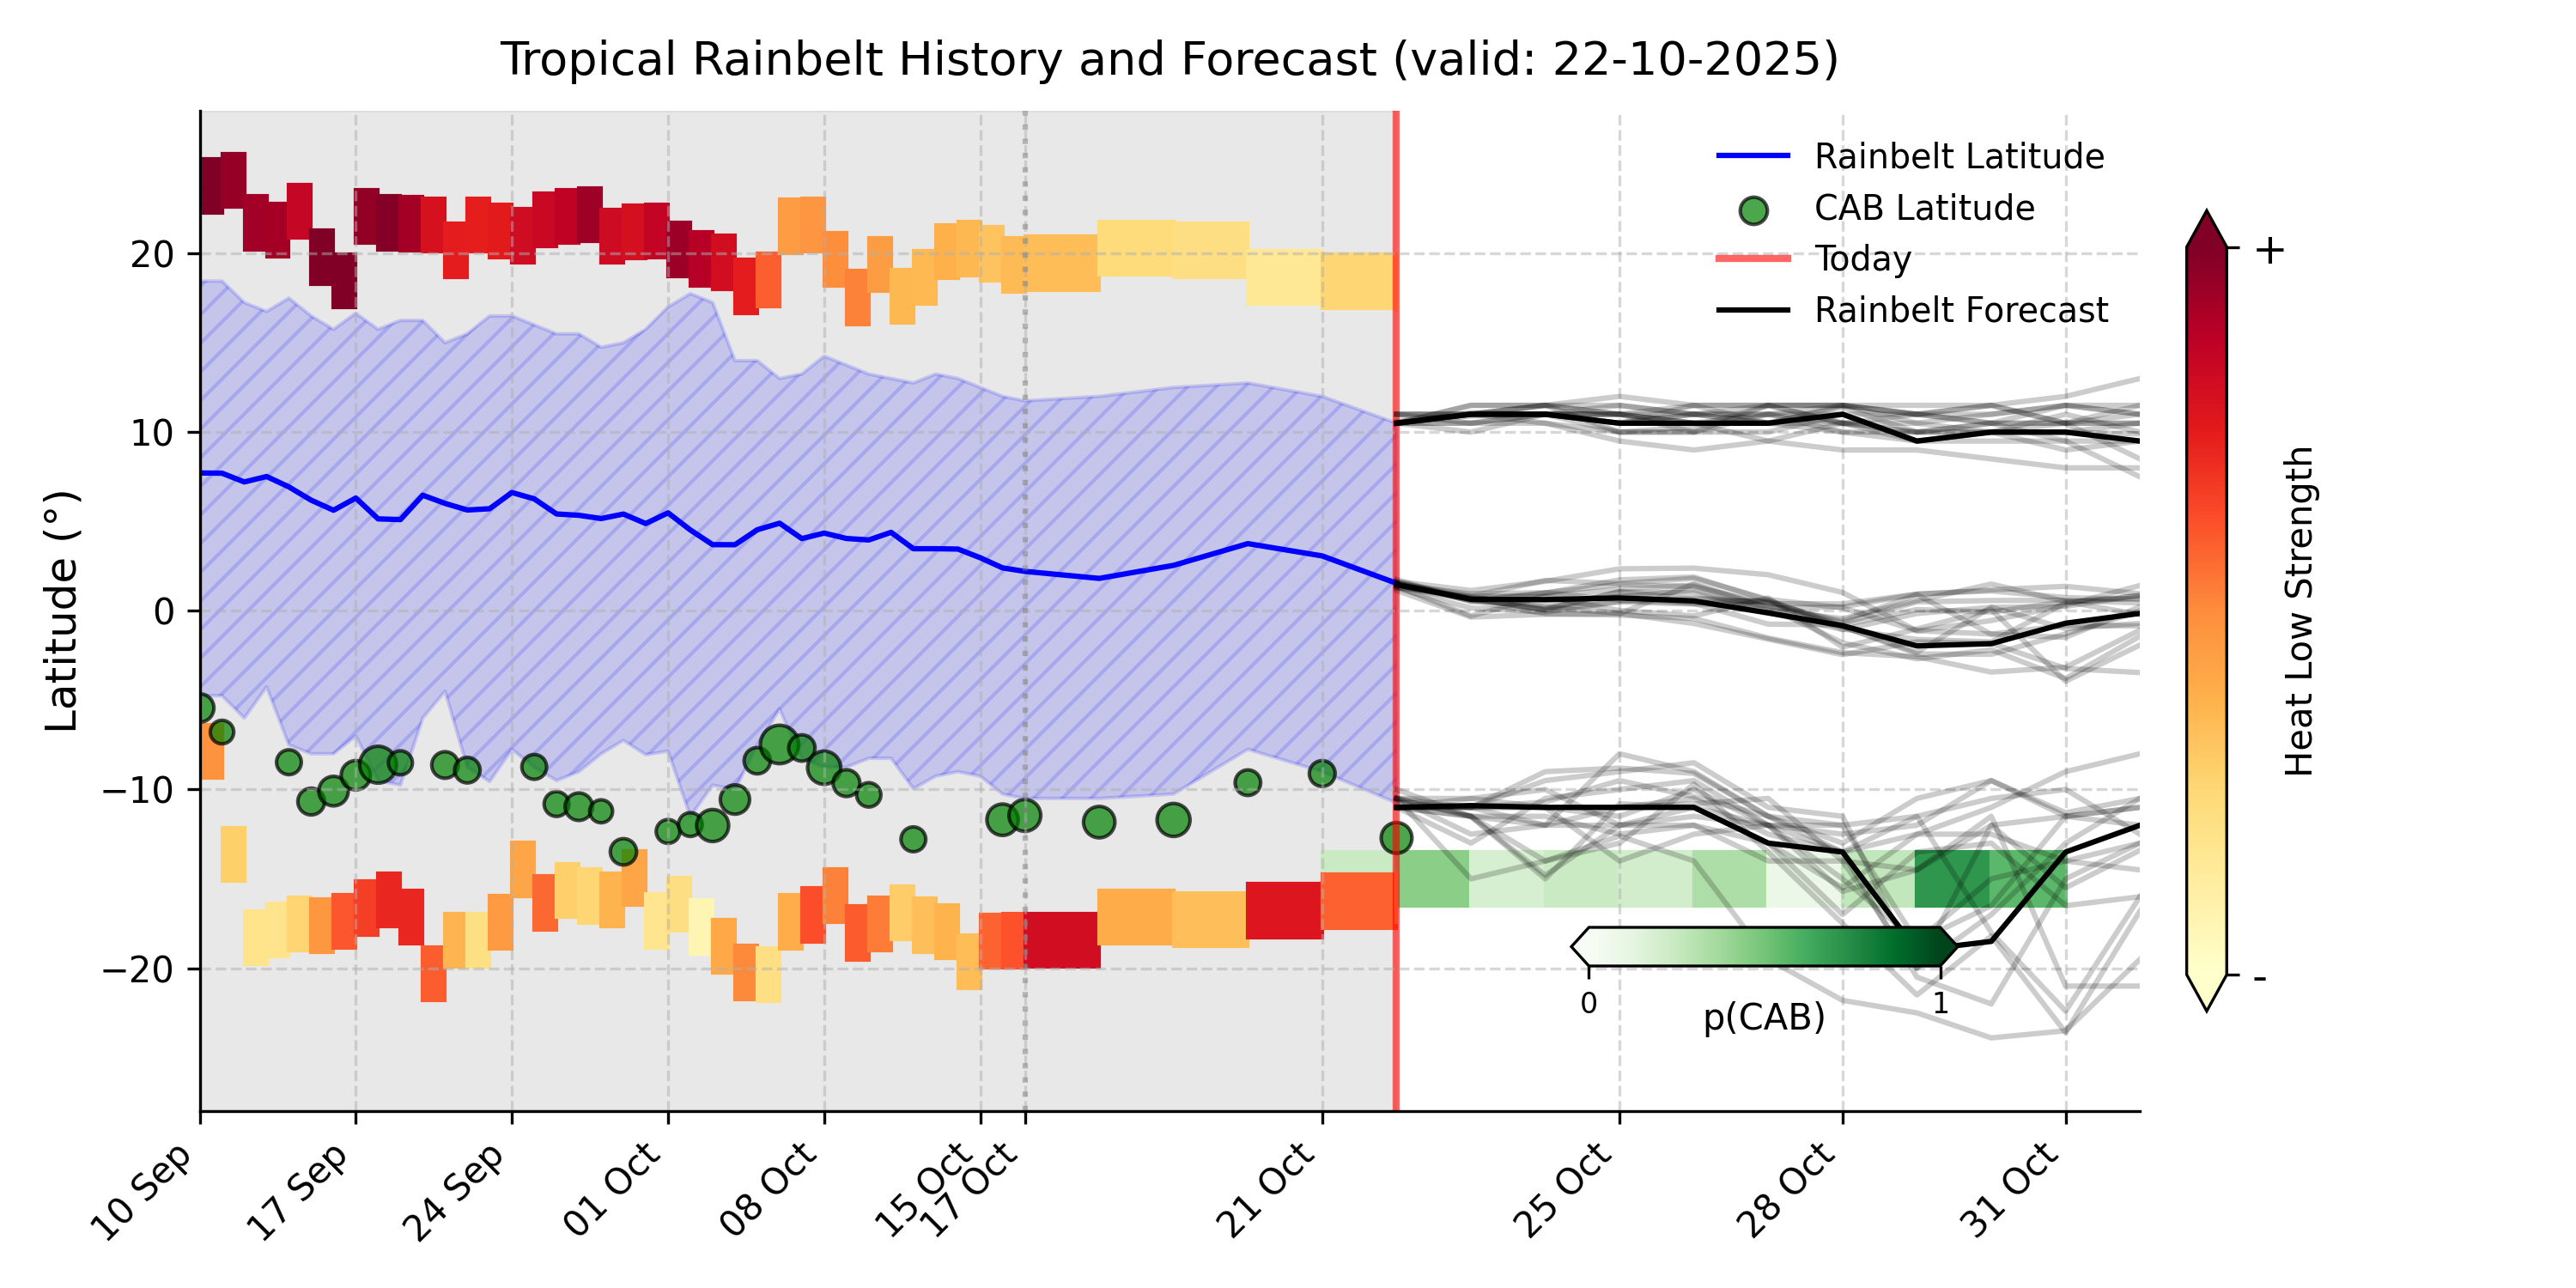 Tropical Rainbelt History and Forecast (valid: 22-10-2025)
Rainbelt Latitude
CAB Latitude
Today
Rainbelt Forecast
Latitude (°)
20
10
0
−10
−20
10 Sep
17 Sep
24 Sep
01 Oct
08 Oct
15 Oct
17 Oct
21 Oct
25 Oct
28 Oct
31 Oct
0
1
p(CAB)
+
-
Heat Low Strength